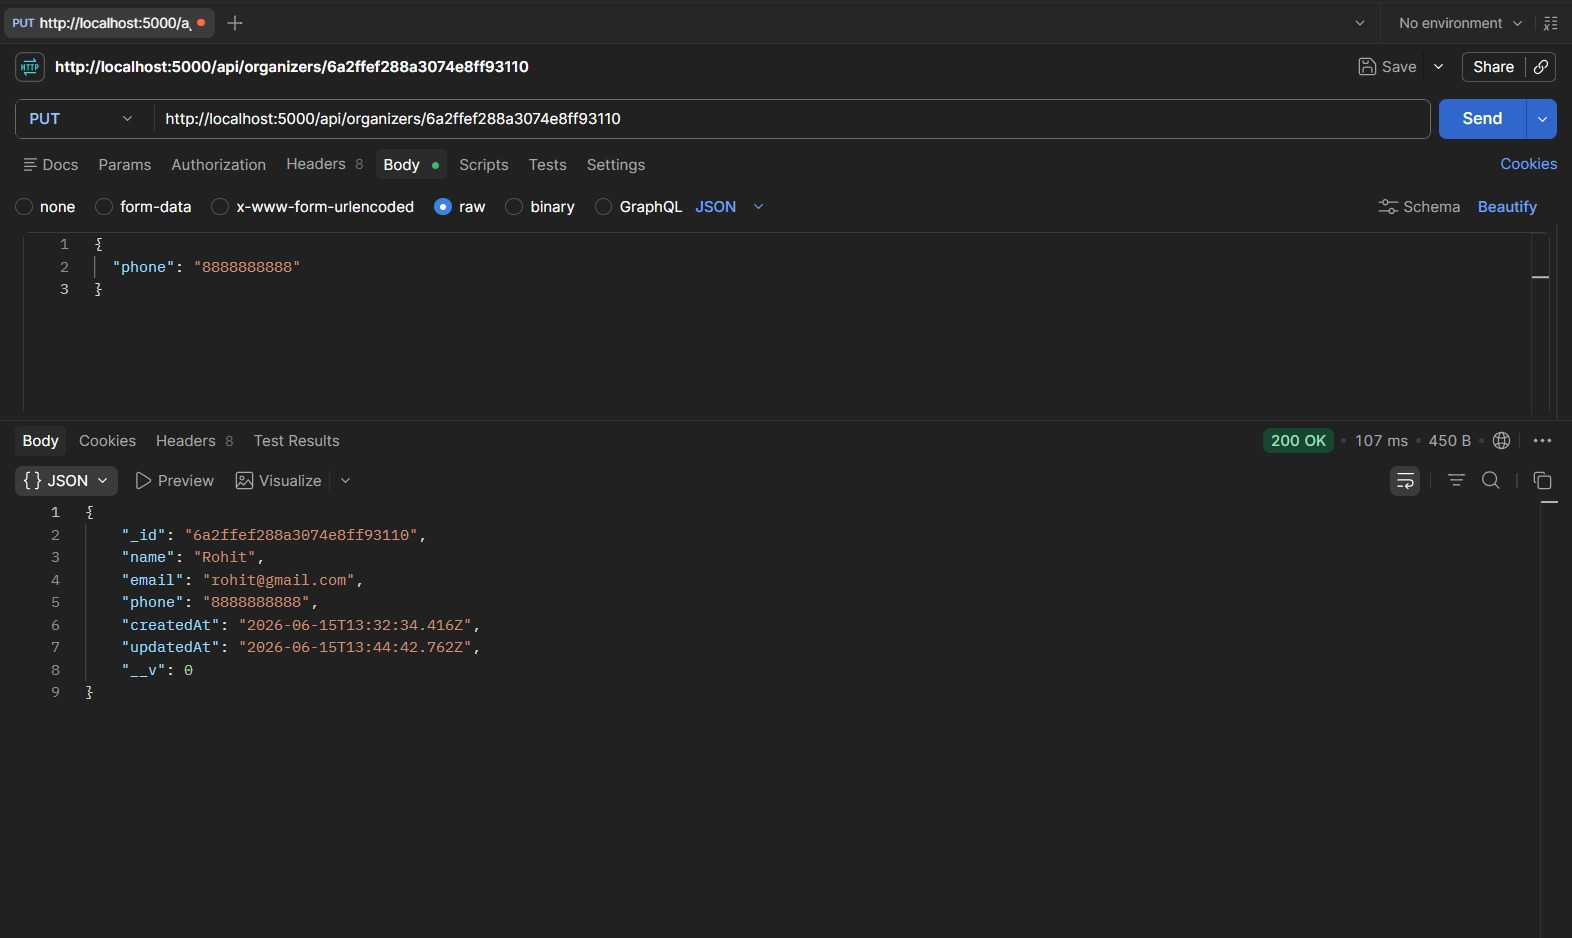 PUT http://localhost:5000/a
No environment
HTTP http://localhost:5000/api/organizers/6a2ffef288a3074e8ff93110
Save
Share
PUT http://localhost:5000/api/organizers/6a2ffef288a3074e8ff93110
Send
Docs Params Authorization Headers 8 Body Scripts Tests Settings
Cookies
none form-data x-www-form-urlencoded raw binary GraphQL JSON
Schema Beautify
1 {
2 "phone": "8888888888"
3 }
Body Cookies Headers 8 Test Results
200 OK • 107 ms • 450 B •
{} JSON Preview Visualize
1 {
2 "_id": "6a2ffef288a3074e8ff93110",
3 "name": "Rohit",
4 "email": "rohit@gmail.com",
5 "phone": "8888888888",
6 "createdAt": "2026-06-15T13:32:34.416Z",
7 "updatedAt": "2026-06-15T13:44:42.762Z",
8 "__v": 0
9 }